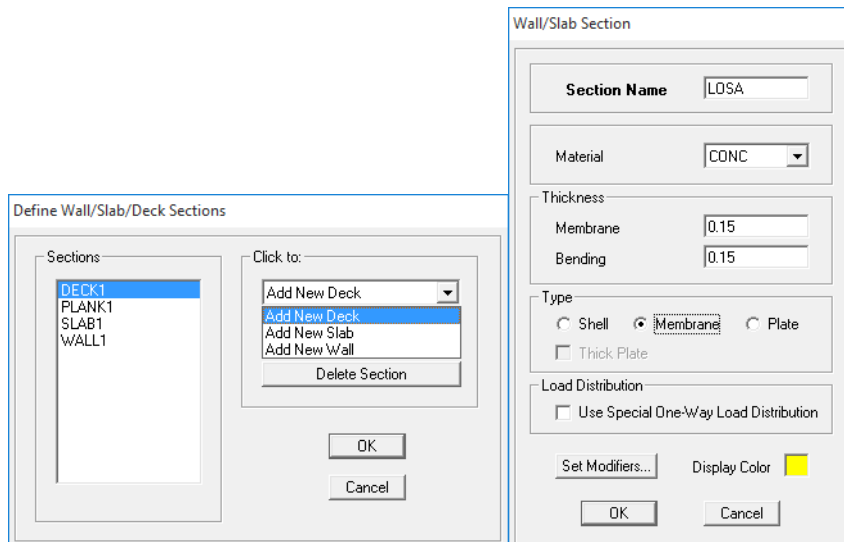 Define Wall/Slab/Deck Sections
Sections
DECK1
PLANK1
SLAB1
WALL1
Click to:
Add New Deck
Add New Deck
Add New Slab
Add New Wall
Delete Section
OK
Cancel
Wall/Slab Section
Section Name LOSA
Material CONC
Thickness
Membrane 0.15
Bending 0.15
Type
Shell Membrane Plate
Thick Plate
Load Distribution
Use Special One-Way Load Distribution
Set Modifiers... Display Color
OK Cancel